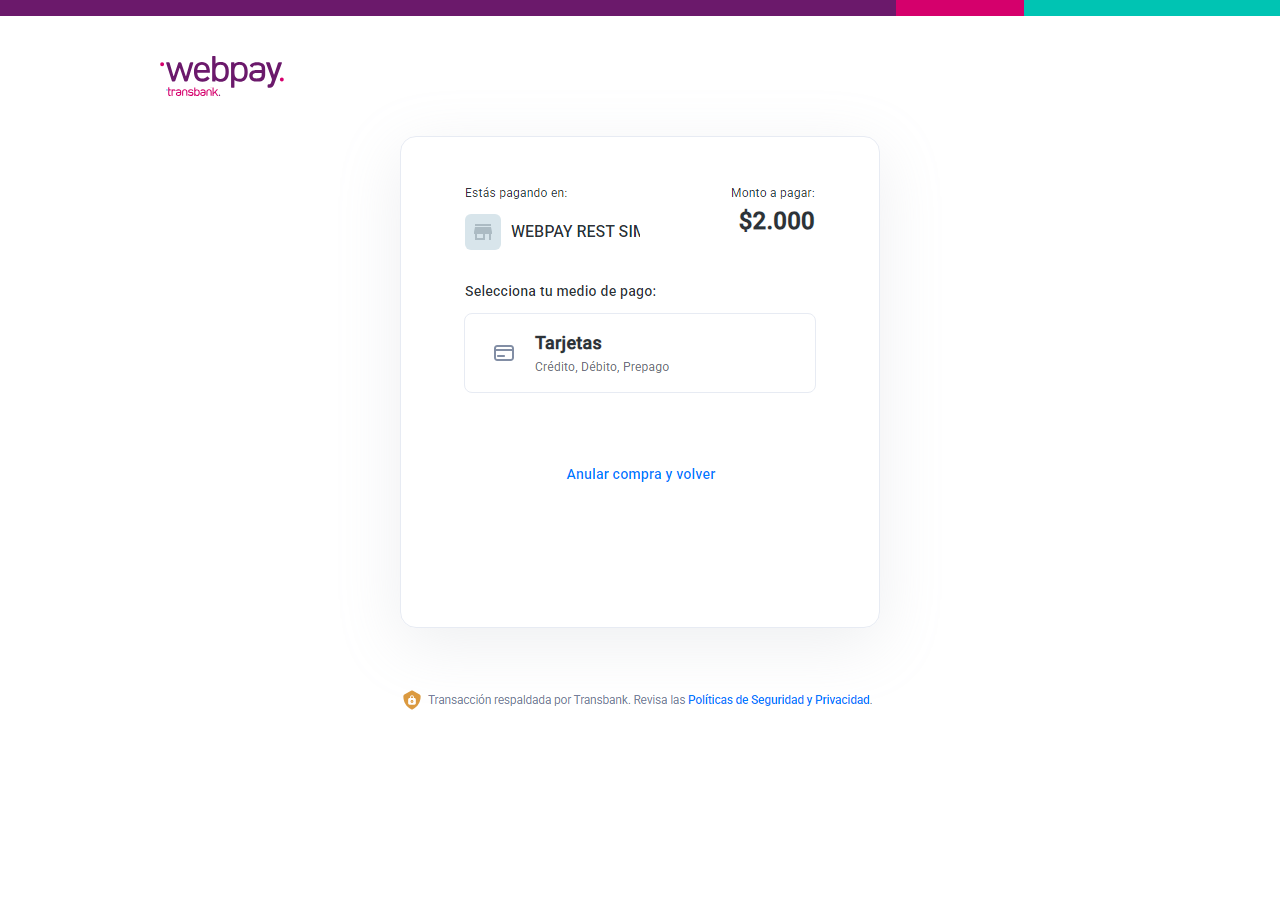 webpay.
transbank.
Estás pagando en:
Monto a pagar:
WEBPAY REST SIM
$2.000
Selecciona tu medio de pago:
Tarjetas
Crédito, Débito, Prepago
Anular compra y volver
Transacción respaldada por Transbank. Revisa las Políticas de Seguridad y Privacidad.